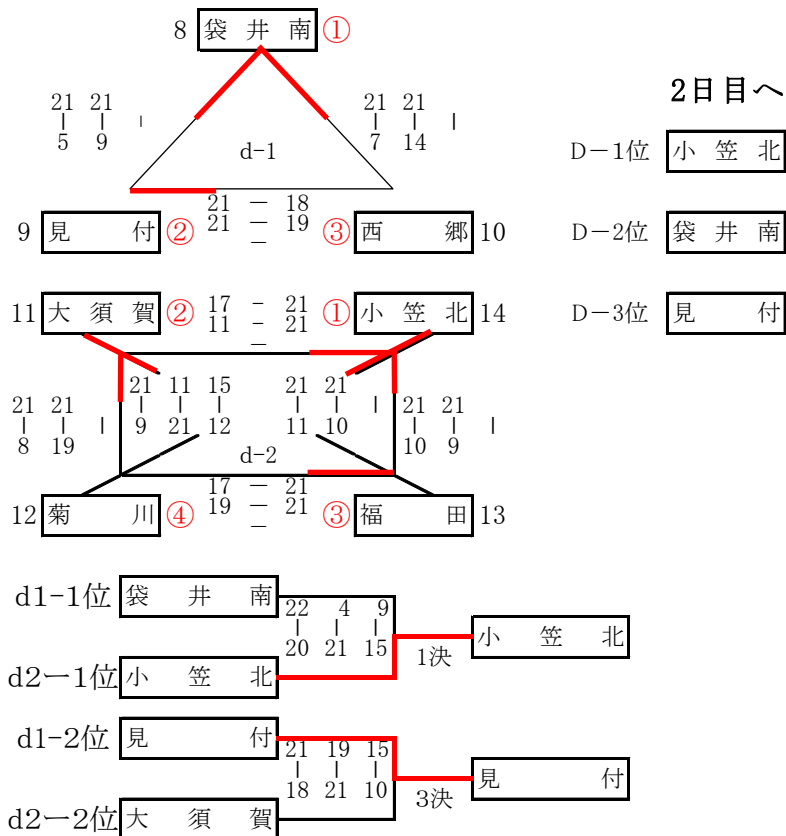 8 袋井南 ①
2日目へ
21 21
| | |
5 9
21 21 |
| |
7 14
d-1
D-1位 小笠北
21 — 18
21 — 19
—
9 見付 ②
③ 西郷 10
D-2位 袋井南
11 大須賀 ②
17 - 21
11 - 21
—
① 小笠北 14
D-3位 見付
21 21
| | |
8 19
21 11 15
| | |
9 21 12
21 21
| | |
11 10
21 21
| | |
10 9
d-2
17 — 21
19 — 21
—
12 菊川 ④
③ 福田 13
d1-1位 袋井南
22 4 9
| | |
20 21 15
1決
小笠北
d2ー1位 小笠北
d1-2位 見付
21 19 15
| | |
18 21 10
3決
見付
d2ー2位 大須賀